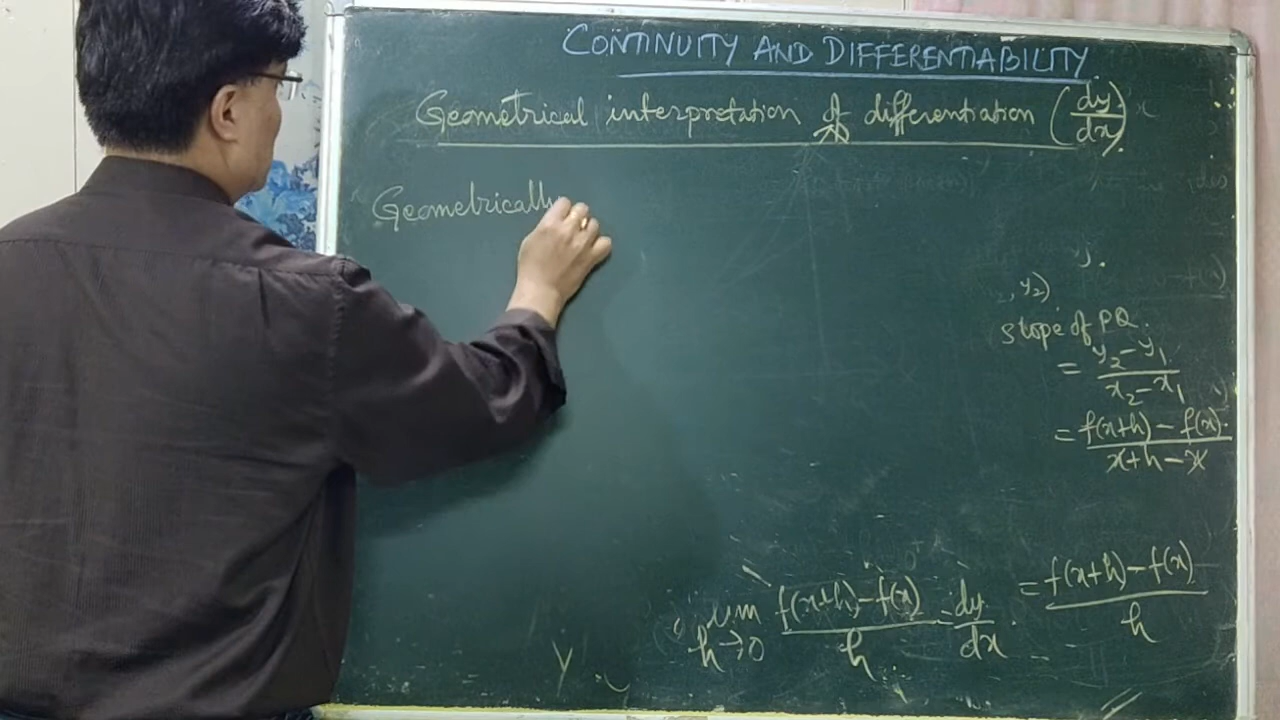 CONTINUITY AND DIFFERENTIABILITY
Geometrical interpretation of differentiation (dy/dx)
Geometrically
, y₂)
slope of PQ.
= y₂ - y₁ / x₂ - x₁
= f(x+h) - f(x) / x+h-x
= f(x+h) - f(x) / h
lim h→0 f(x+h) - f(x) / h = dy/dx
Y